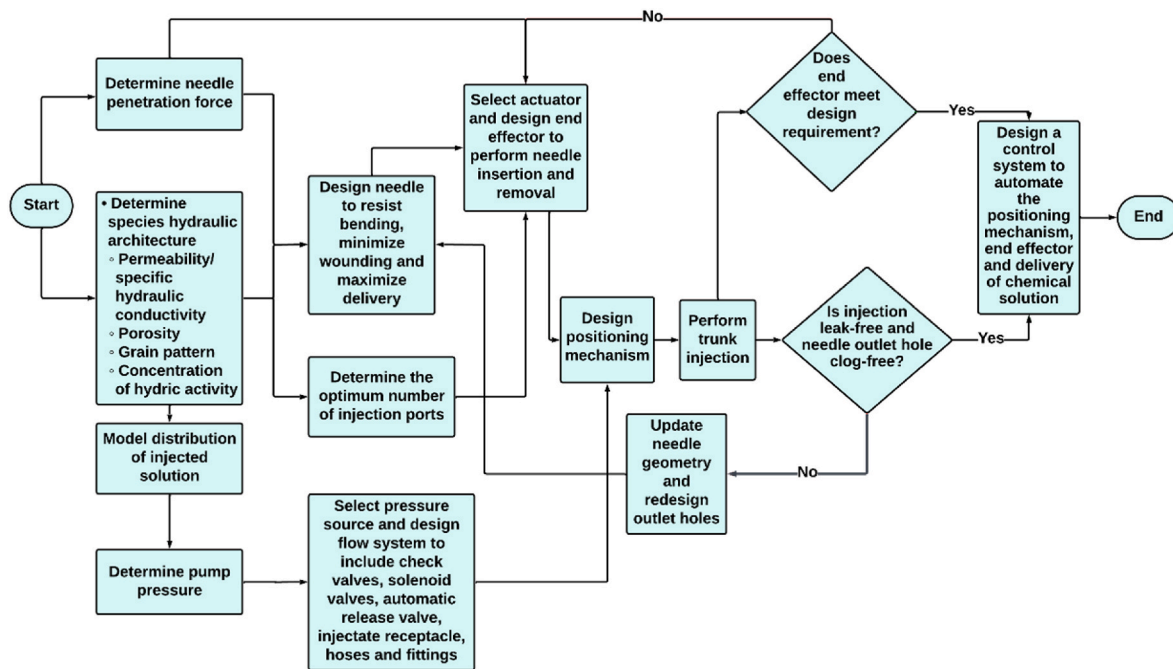 No
Determine needle
penetration force
Start
• Determine
species hydraulic
architecture
◦ Permeability/
specific
hydraulic
conductivity
◦ Porosity
◦ Grain pattern
◦ Concentration
of hydric activity
Model distribution
of injected
solution
Determine pump
pressure
Design needle
to resist
bending,
minimize
wounding and
maximize
delivery
Determine the
optimum number
of injection ports
Select pressure
source and design
flow system to
include check
valves, solenoid
valves, automatic
release valve,
injectate receptacle,
hoses and fittings
Select actuator
and design end
effector to
perform needle
insertion and
removal
Design
positioning
mechanism
Perform
trunk
injection
Does
end
effector meet
design
requirement?
Yes
Is injection
leak-free and
needle outlet hole
clog-free?
Yes
No
Update
needle
geometry
and
redesign
outlet holes
Design a
control
system to
automate
the
positioning
mechanism,
end effector
and delivery
of chemical
solution
End